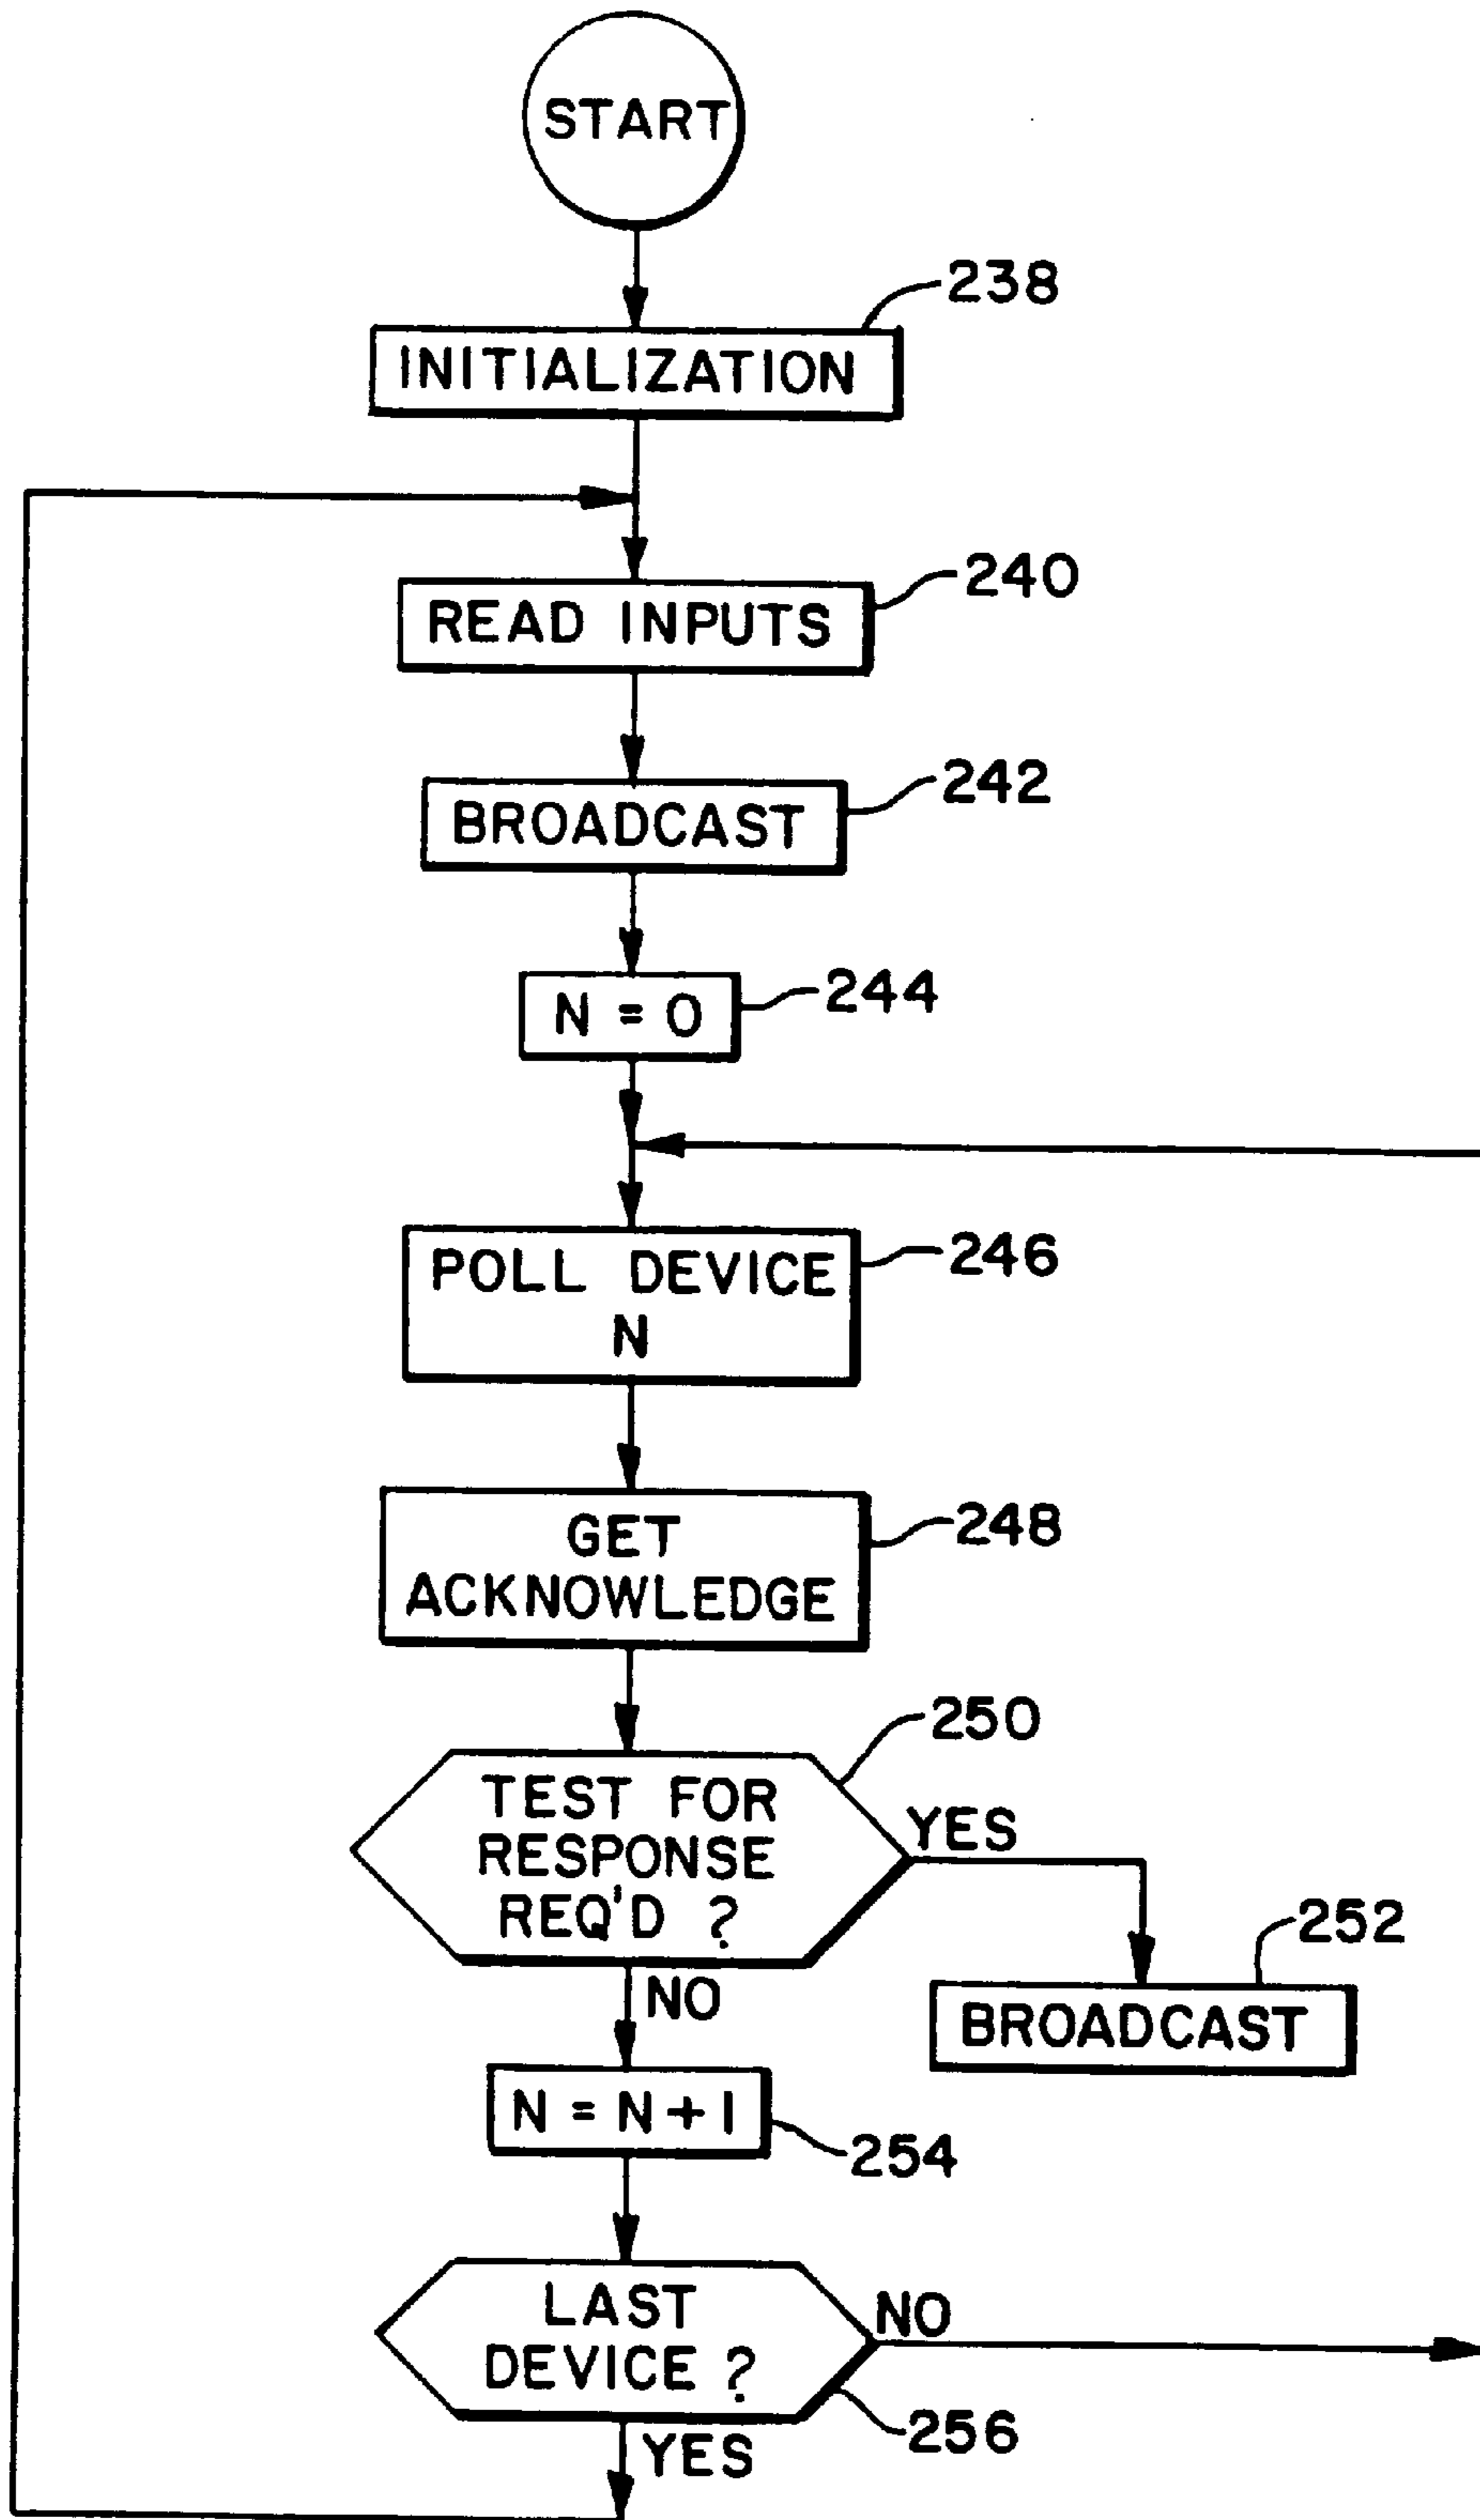 START
238
INITIALIZATION
240
READ INPUTS
242
BROADCAST
244
N = 0
246
POLL DEVICE
N
248
GET
ACKNOWLEDGE
250
TEST FOR
RESPONSE
REQ'D ?
YES
252
BROADCAST
NO
N = N + 1
254
LAST
DEVICE ?
NO
256
YES